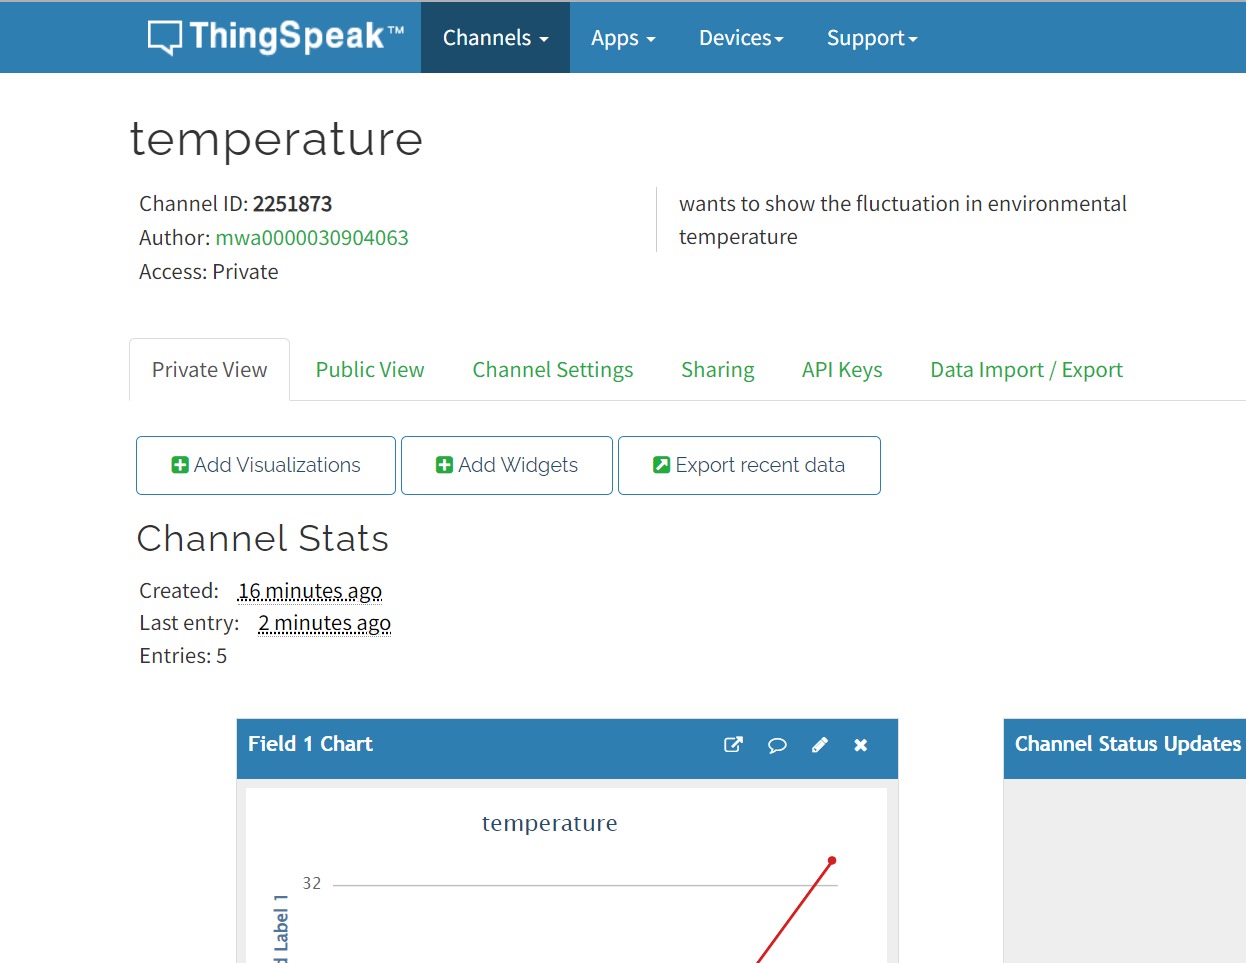 ThingSpeak™ Channels Apps Devices Support
temperature
Channel ID: 2251873
Author: mwa0000030904063
Access: Private
wants to show the fluctuation in environmental
temperature
Private View Public View Channel Settings Sharing API Keys Data Import / Export
Add Visualizations Add Widgets Export recent data
Channel Stats
Created: 16 minutes ago
Last entry: 2 minutes ago
Entries: 5
Field 1 Chart
temperature
32
d Label 1
Channel Status Updates